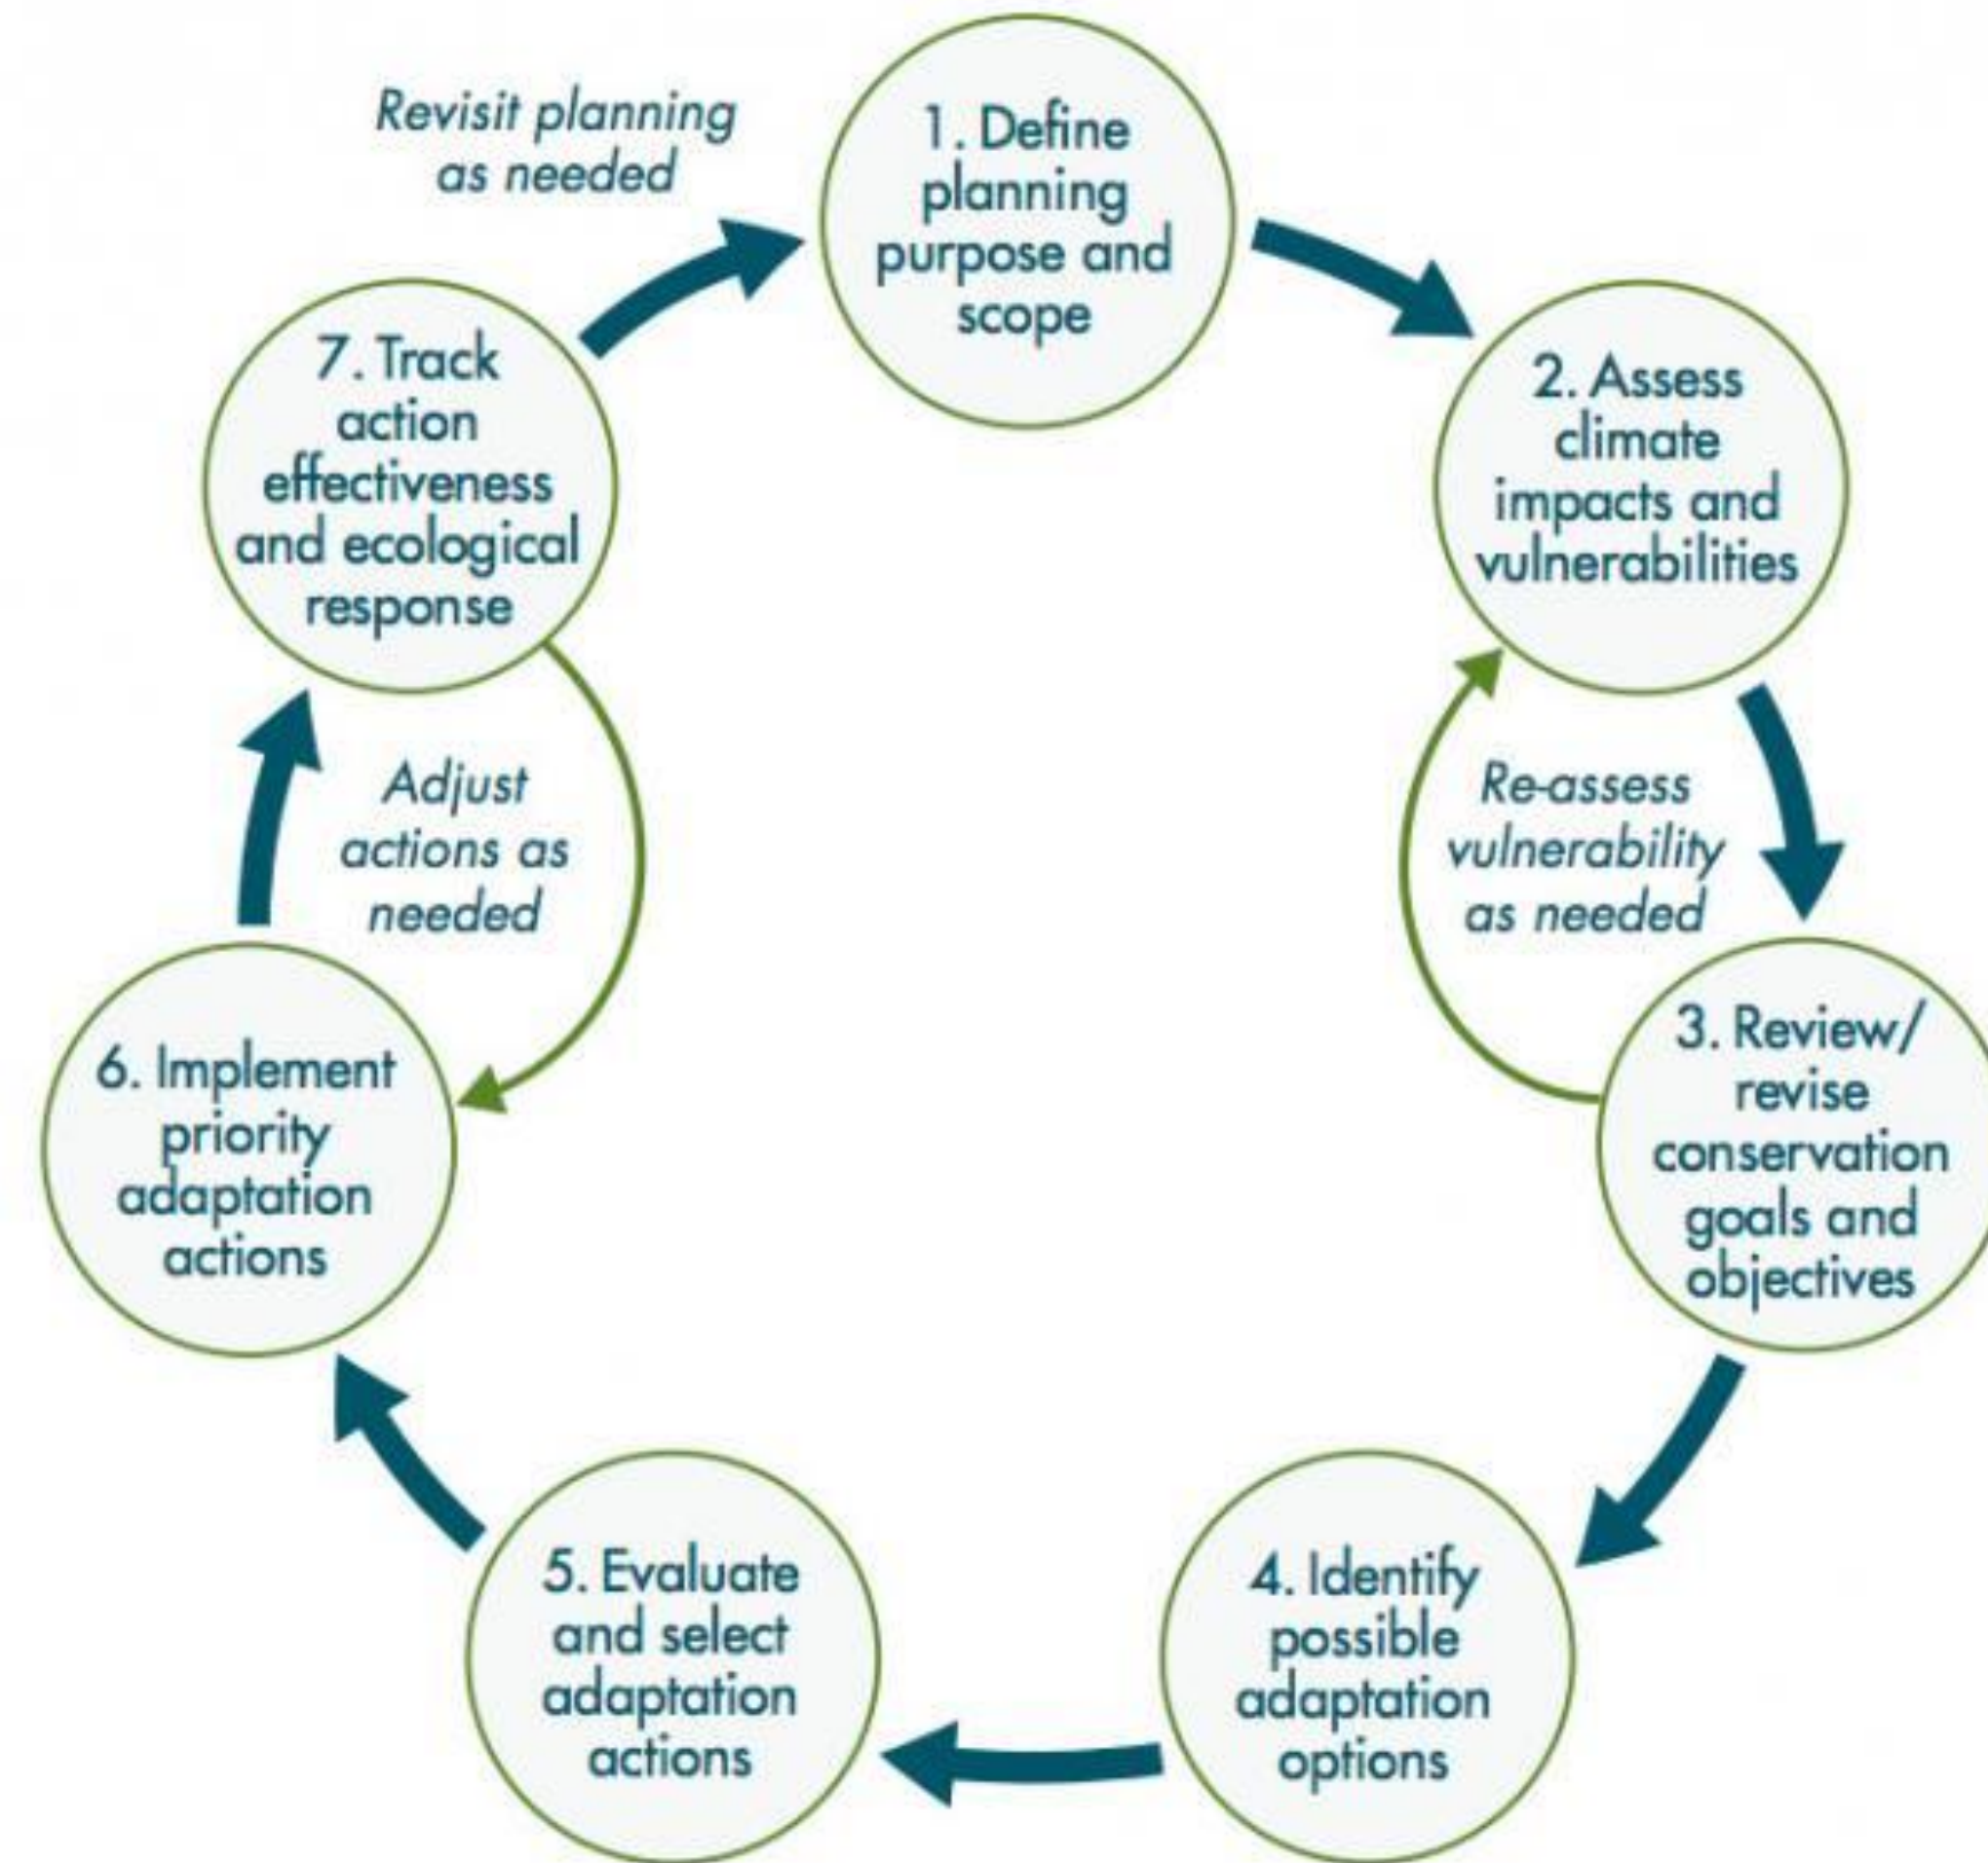 Revisit planning
as needed
1. Define
planning
purpose and
scope
2. Assess
climate
impacts and
vulnerabilities
Re-assess
vulnerability
as needed
3. Review/
revise
conservation
goals and
objectives
4. Identify
possible
adaptation
options
5. Evaluate
and select
adaptation
actions
6. Implement
priority
adaptation
actions
Adjust
actions as
needed
7. Track
action
effectiveness
and ecological
response